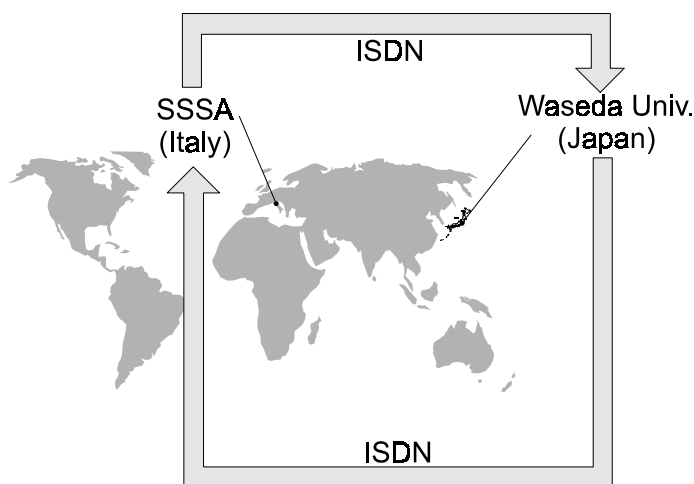 ISDN
SSSA
(Italy)
Waseda Univ.
(Japan)
ISDN